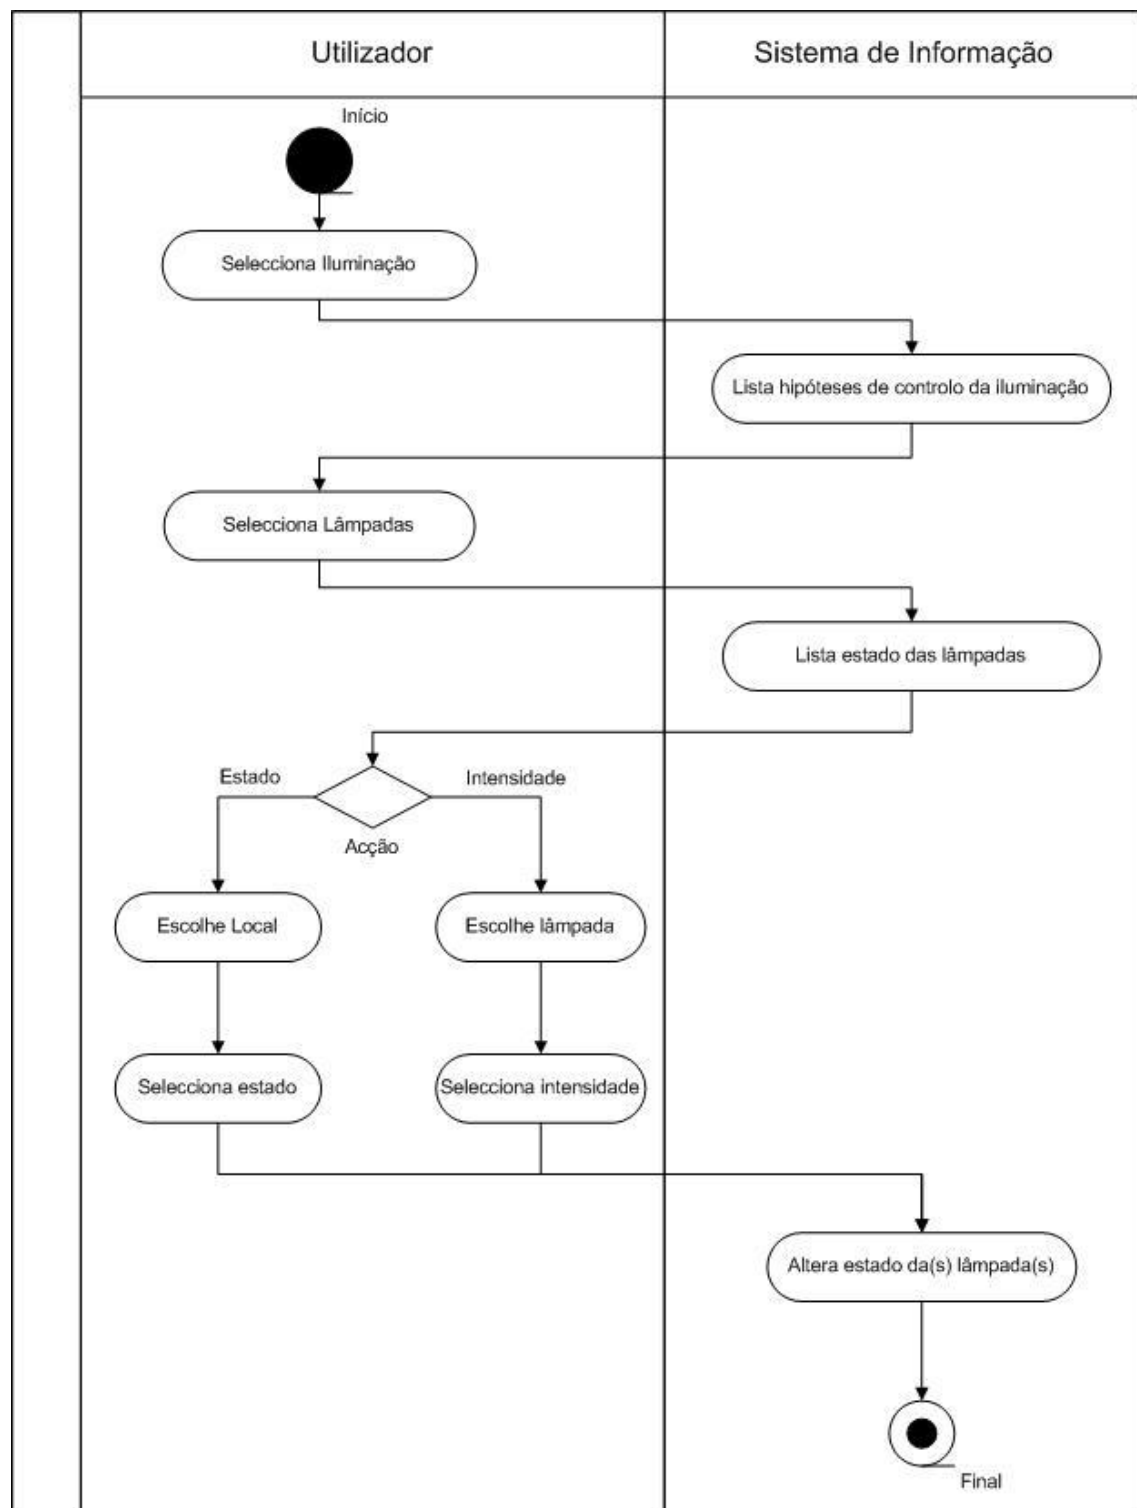 Utilizador
Sistema de Informação
Início
Selecciona Iluminação
Lista hipóteses de controlo da iluminação
Selecciona Lâmpadas
Lista estado das lâmpadas
Estado
Intensidade
Acção
Escolhe Local
Escolhe lâmpada
Selecciona estado
Selecciona intensidade
Altera estado da(s) lâmpada(s)
Final